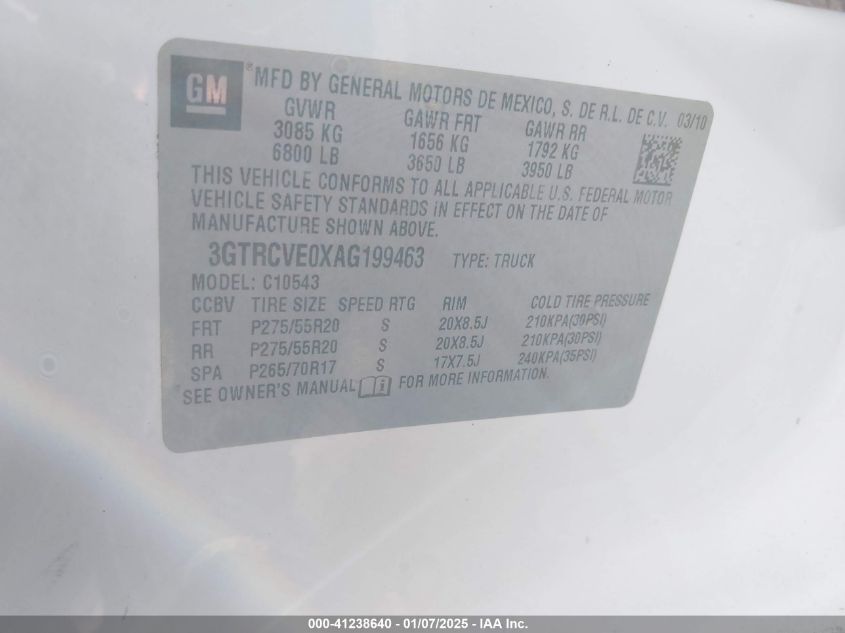 GM
®MFD BY GENERAL MOTORS DE MEXICO, S. DE R.L. DE C.V. 03/10
GVWR GAWR FRT GAWR RR
3085 KG 1656 KG 1792 KG
6800 LB 3650 LB 3950 LB
THIS VEHICLE CONFORMS TO ALL APPLICABLE U.S. FEDERAL MOTOR
VEHICLE SAFETY STANDARDS IN EFFECT ON THE DATE OF
MANUFACTURE SHOWN ABOVE.
3GTRCVE0XAG199463 TYPE: TRUCK
MODEL: C10543
CCBV TIRE SIZE SPEED RTG RIM COLD TIRE PRESSURE
FRT P275/55R20 S 20X8.5J 210KPA(30PSI)
RR P275/55R20 S 20X8.5J 210KPA(30PSI)
SPA P265/70R17 S 17X7.5J 240KPA(35PSI)
SEE OWNER'S MANUAL FOR MORE INFORMATION.
000-41238640 - 01/07/2025 - IAA Inc.